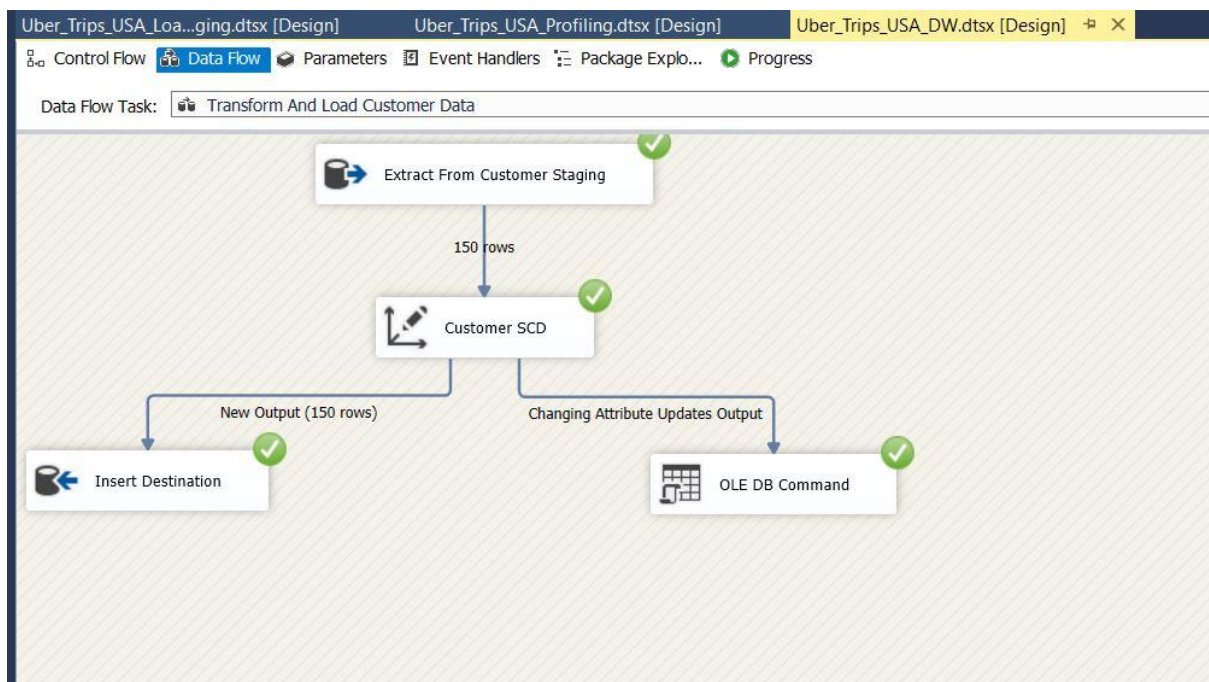 Uber_Trips_USA_Loa...ging.dtsx [Design] Uber_Trips_USA_Profiling.dtsx [Design] Uber_Trips_USA_DW.dtsx [Design]
Control Flow Data Flow Parameters Event Handlers Package Explo... Progress
Data Flow Task: Transform And Load Customer Data
Extract From Customer Staging
150 rows
Customer SCD
New Output (150 rows) Changing Attribute Updates Output
Insert Destination OLE DB Command